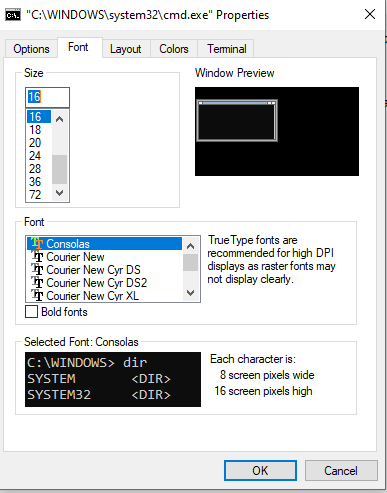 "C:\WINDOWS\system32\cmd.exe" Properties
Options Font Layout Colors Terminal
Size
16
16
18
20
24
28
36
72
Window Preview
Font
Consolas
Courier New
Courier New Cyr DS
Courier New Cyr DS2
Courier New Cyr XL
Bold fonts
TrueType fonts are
recommended for high DPI
displays as raster fonts may
not display clearly.
Selected Font: Consolas
C:\WINDOWS> dir
SYSTEM <DIR>
SYSTEM32 <DIR>
Each character is:
8 screen pixels wide
16 screen pixels high
OK Cancel